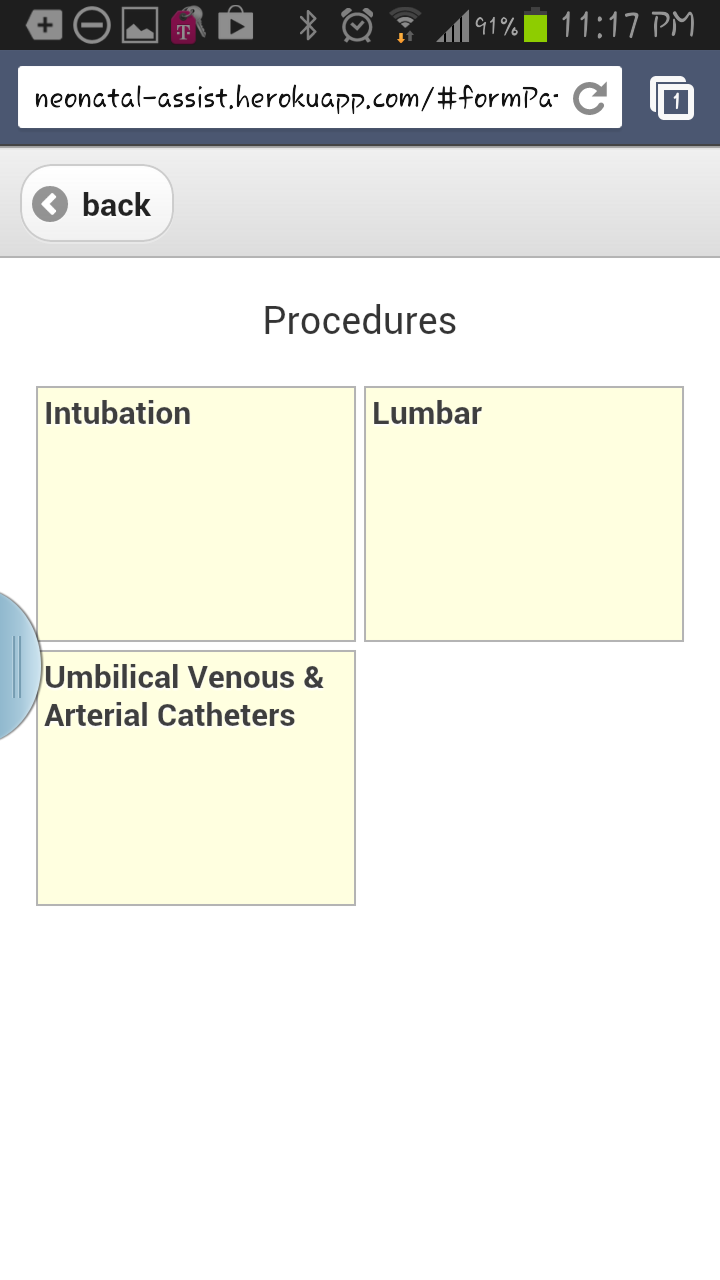 91% 11:17 PM
neonatal-assist.herokuapp.com/#formPa
1
back
Procedures
Intubation
Lumbar
Umbilical Venous &
Arterial Catheters